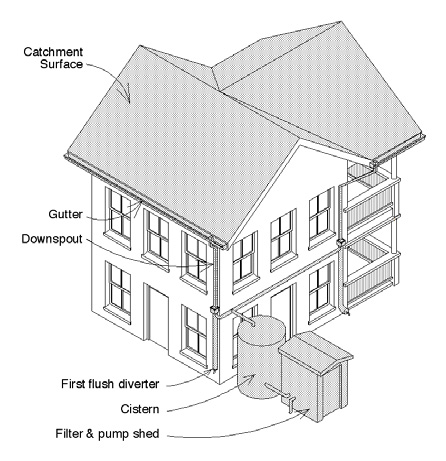 Catchment
Surface
Gutter
Downspout
First flush diverter
Cistern
Filter & pump shed